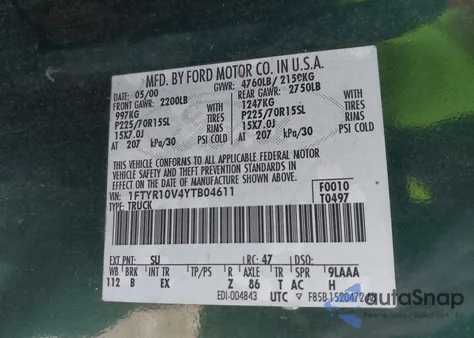 MFD. BY FORD MOTOR CO. IN U.S.A.
DATE: 05/00 GVWR: 4760LB/ 2159KG
FRONT GAWR: 2200LB REAR GAWR: 2750LB
997KG WITH 1247KG WITH
P225/70R15SL TIRES P225/70R15SL TIRES
15X7.0J RIMS 15X7.0J RIMS
AT 207 kPa/30 PSI COLD AT 207 kPa/30 PSI COLD
THIS VEHICLE CONFORMS TO ALL APPLICABLE FEDERAL MOTOR
VEHICLE SAFETY AND THEFT PREVENTION STANDARDS IN EFFECT ON
THE DATE OF MANUFACTURE SHOWN ABOVE.
VIN: 1FTYR10V4YTB04611 F0010
TYPE: TRUCK T0497
EXT PNT: SU RC: 47 DSO:
WB BRK INT TR TP/PS R AXLE TR SPR 9LAAA
112 B EX Z 86 T AC H
EDI-004843 UTC ▽ F85B 1520472
AutaSnap